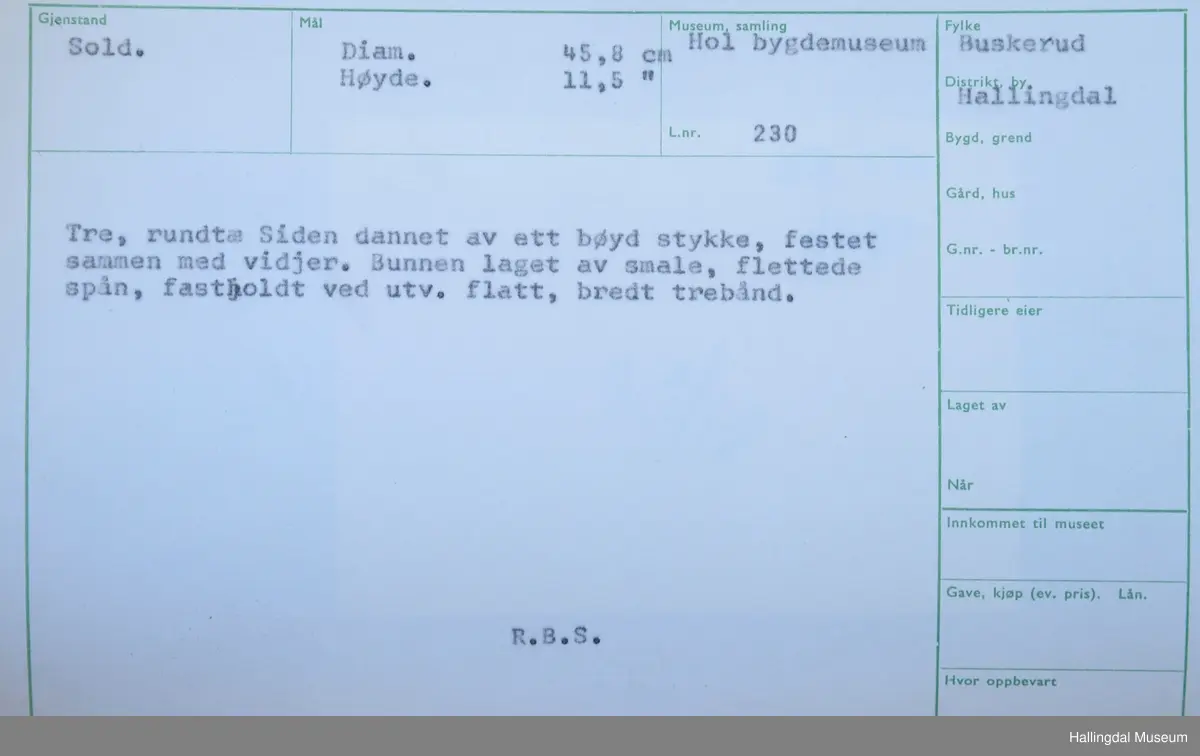 Gjenstand
Sold.
Mål
Diam. 45,8 cm
Høyde. 11,5 "
Museum, samling
Hol bygdemuseum
L.nr. 230
Fylke
Buskerud
Distrikt, by.
Hallingdal
Bygd, grend
Gård, hus
G.nr. - br.nr.
Tidligere eier
Laget av
Når
Innkommet til museet
Gave, kjøp (ev. pris). Lån.
Hvor oppbevart
Tre, rundtæ Siden dannet av ett bøyd stykke, festet
sammen med vidjer. Bunnen laget av smale, flettede
spån, fastholdt ved utv. flatt, bredt trebånd.
R.B.S.
Hallingdal Museum